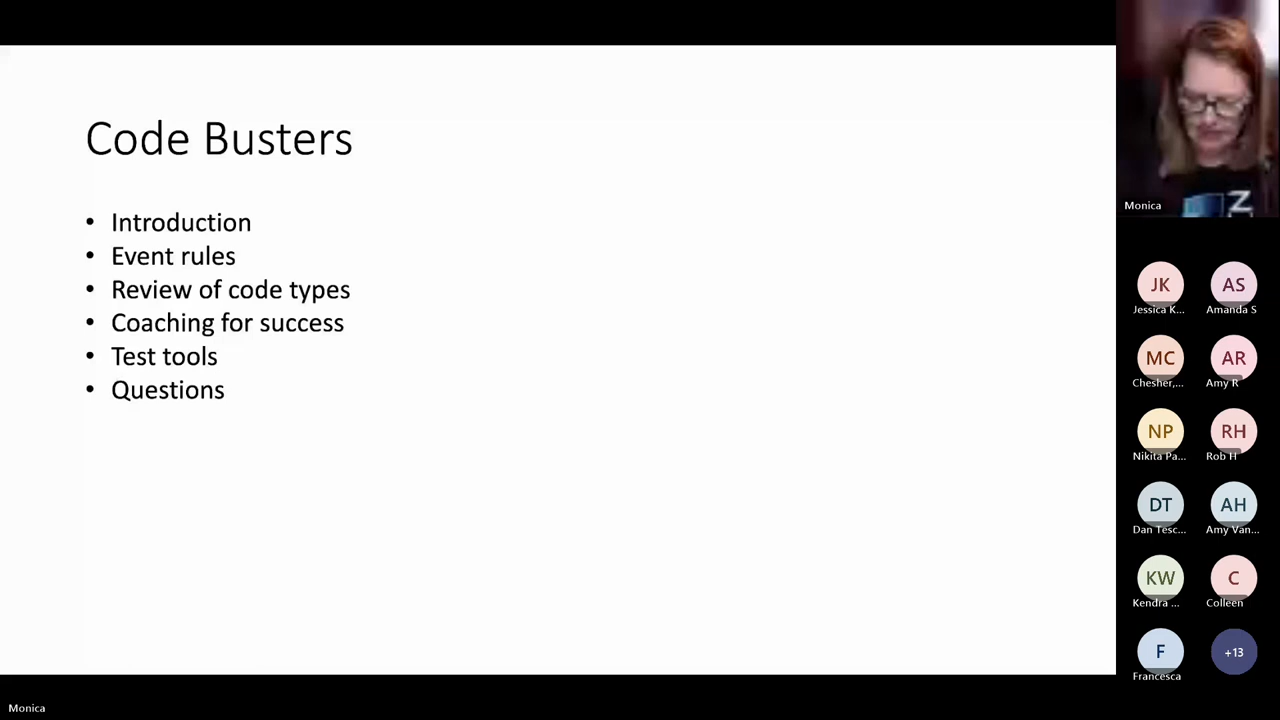 Code Busters
• Introduction
• Event rules
• Review of code types
• Coaching for success
• Test tools
• Questions
Z
Monica
JK
AS
Jessica K...
Amanda S
MC
AR
Chesher,...
Amy R
NP
RH
Nikita Pa...
Rob H
DT
AH
Dan Tesc...
Amy Van...
KW
C
Kendra ...
Colleen
F
+13
Francesca
Monica